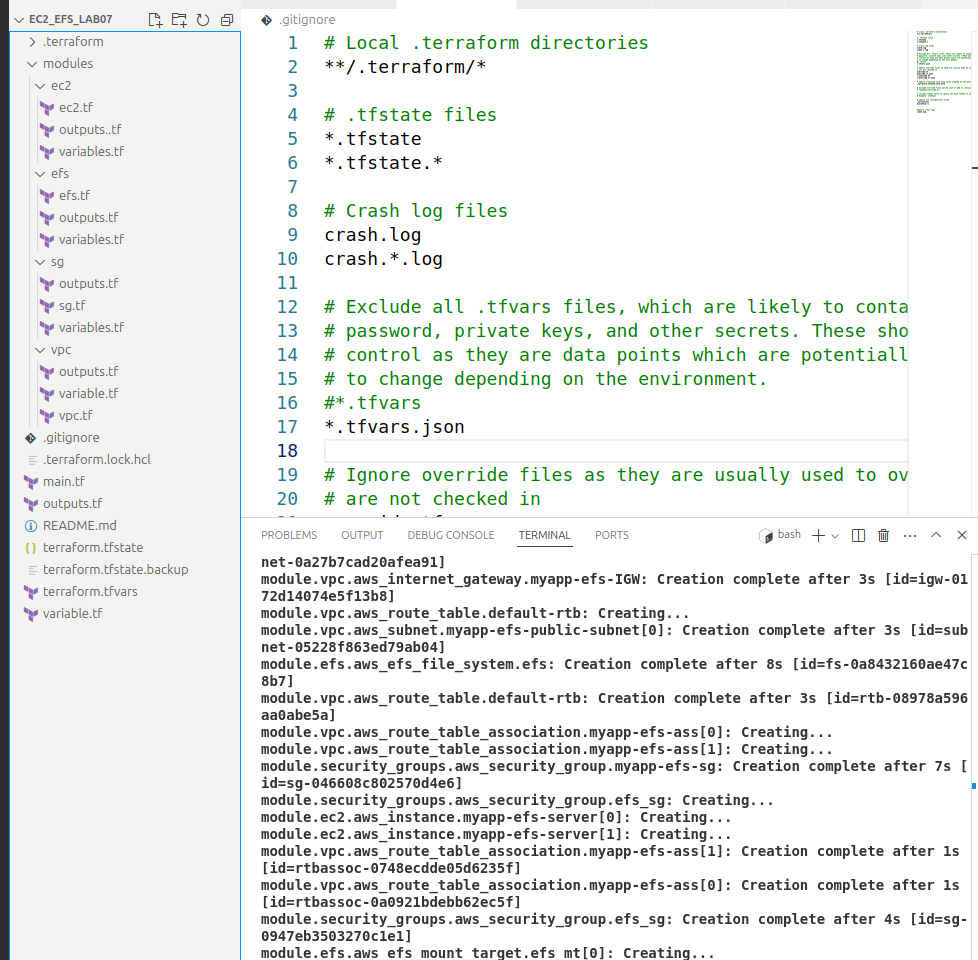 EC2_EFS_LAB07
.terraform
modules
ec2
ec2.tf
outputs..tf
variables.tf
efs
efs.tf
outputs.tf
variables.tf
sg
outputs.tf
sg.tf
variables.tf
vpc
outputs.tf
variable.tf
vpc.tf
.gitignore
.terraform.lock.hcl
main.tf
outputs.tf
README.md
terraform.tfstate
terraform.tfstate.backup
terraform.tfvars
variable.tf
.gitignore
1 # Local .terraform directories
2 **/.terraform/*
3
4 # .tfstate files
5 *.tfstate
6 *.tfstate.*
7
8 # Crash log files
9 crash.log
10 crash.*.log
11
12 # Exclude all .tfvars files, which are likely to conta
13 # password, private keys, and other secrets. These sho
14 # control as they are data points which are potentiall
15 # to change depending on the environment.
16 #*.tfvars
17 *.tfvars.json
18
19 # Ignore override files as they are usually used to ov
20 # are not checked in
PROBLEMS OUTPUT DEBUG CONSOLE TERMINAL PORTS bash
net-0a27b7cad20afea91]
module.vpc.aws_internet_gateway.myapp-efs-IGW: Creation complete after 3s [id=igw-01
72d14074e5f13b8]
module.vpc.aws_route_table.default-rtb: Creating...
module.vpc.aws_subnet.myapp-efs-public-subnet[0]: Creation complete after 3s [id=sub
net-05228f863ed79ab04]
module.efs.aws_efs_file_system.efs: Creation complete after 8s [id=fs-0a8432160ae47c
8b7]
module.vpc.aws_route_table.default-rtb: Creation complete after 3s [id=rtb-08978a596
aa0abe5a]
module.vpc.aws_route_table_association.myapp-efs-ass[0]: Creating...
module.vpc.aws_route_table_association.myapp-efs-ass[1]: Creating...
module.security_groups.aws_security_group.myapp-efs-sg: Creation complete after 7s [
id=sg-046608c802570d4e6]
module.security_groups.aws_security_group.efs_sg: Creating...
module.ec2.aws_instance.myapp-efs-server[0]: Creating...
module.ec2.aws_instance.myapp-efs-server[1]: Creating...
module.vpc.aws_route_table_association.myapp-efs-ass[1]: Creation complete after 1s
[id=rtbassoc-0748ecdde05d6235f]
module.vpc.aws_route_table_association.myapp-efs-ass[0]: Creation complete after 1s
[id=rtbassoc-0a0921bdebb62ec5f]
module.security_groups.aws_security_group.efs_sg: Creation complete after 4s [id=sg-
0947eb3503270c1e1]
module.efs.aws_efs_mount_target.efs_mt[0]: Creating...